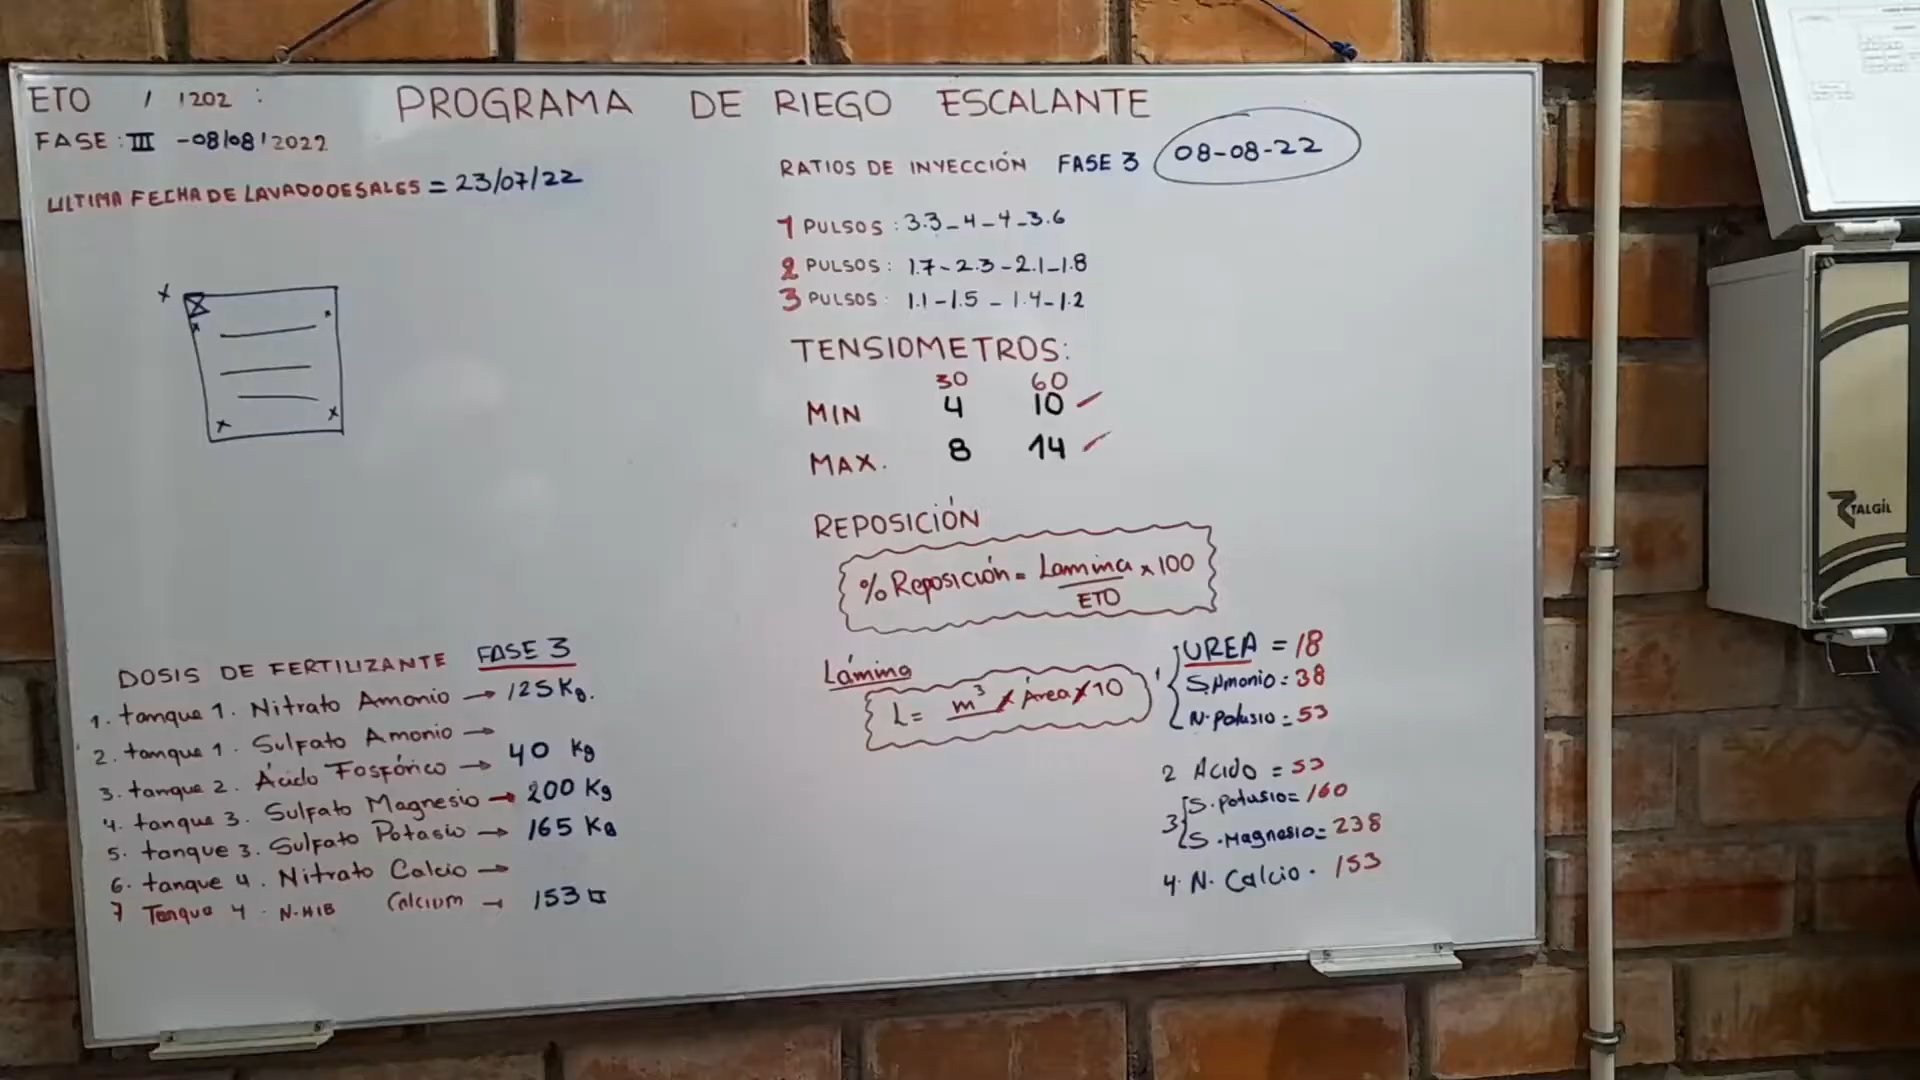 ETO / 1202 :
PROGRAMA DE RIEGO ESCALANTE
FASE : III - 08/08/2022
ULTIMA FECHA DE LAVADO DE SALES = 23/07/22
RATIOS DE INYECCIÓN FASE 3 08-08-22
1 PULSOS : 3.3 - 4 - 4 - 3.6
2 PULSOS : 1.7 - 2.3 - 2.1 - 1.8
3 PULSOS : 1.1 - 1.5 - 1.4 - 1.2
TENSIOMETROS:
30 60
MIN 4 10
MAX. 8 14
REPOSICIÓN
% Reposición = Lamina x 100
ETO
Lámina
L = m³ / Área x 10
DOSIS DE FERTILIZANTE FASE 3
1. tanque 1. Nitrato Amonio → 125 Kg.
2. tanque 1. Sulfato Amonio →
3. tanque 2. Ácido Fosfórico → 40 Kg
4. tanque 3. Sulfato Magnesio → 200 Kg
5. tanque 3. Sulfato Potasio → 165 Kg
6. tanque 4. Nitrato Calcio →
7 Tanque 4. N-HIB Calcium → 153
1 UREA = 18
S. Amonio : 38
N. Potasio = 53
2 Acido = 53
3 S. Potasio = 160
S. Magnesio = 238
4. N. Calcio . 153
TALGIL